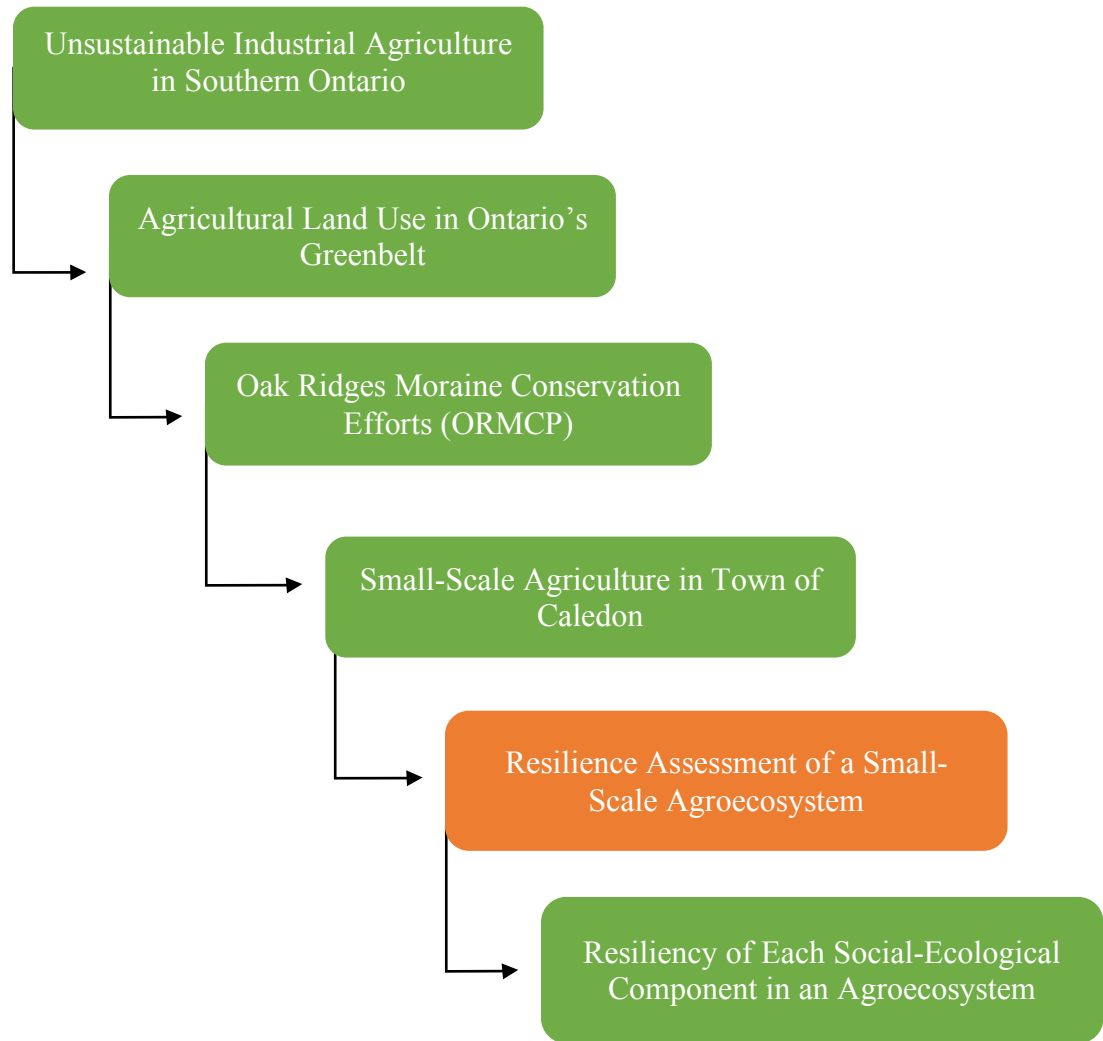 Unsustainable Industrial Agriculture
in Southern Ontario
Agricultural Land Use in Ontario’s
Greenbelt
Oak Ridges Moraine Conservation
Efforts (ORMCP)
Small-Scale Agriculture in Town of
Caledon
Resilience Assessment of a Small-
Scale Agroecosystem
Resiliency of Each Social-Ecological
Component in an Agroecosystem